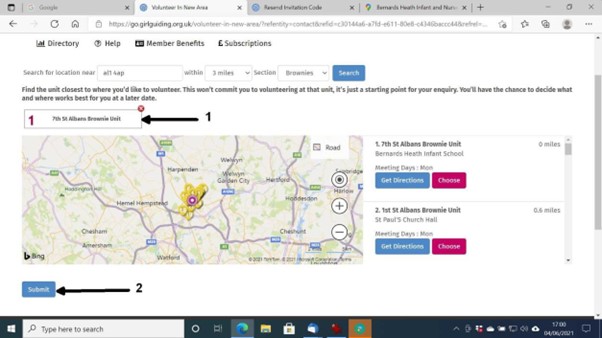 Google
Volunteer In New Area
Resend Invitation Code
Bernards Heath Infant and Nurs
https://go.girlguiding.org.uk/volunteer-in-new-area/?refentity=contact&refid=c30144a6-a7fd-e611-80e8-c4346baccc44&refrel=...
Directory Help Member Benefits £ Subscriptions
Search for location near al1 4ap within 3 miles Section Brownies Search
Find the unit closest to where you'd like to volunteer. This won't commit you to volunteering at that unit, it's just a starting point for your enquiry. You'll have the chance to decide what
and where works best for you at a later date.
1 7th St Albans Brownie Unit 1
Road
Welwyn
Harpenden
Welwyn
Garden City
Hertford
Harlow
Hemel Hempstead
Hoddesdon
Chesham
Cheshunt
Amersham
Watford
Bing
1. 7th St Albans Brownie Unit 0 miles
Bernards Heath Infant School
Meeting Days : Mon
Get Directions Choose
2. 1st St Albans Brownie Unit 0.6 miles
St Paul'S Church Hall
Meeting Days : Mon
Get Directions Choose
Submit 2
Type here to search
17:00
04/06/2021